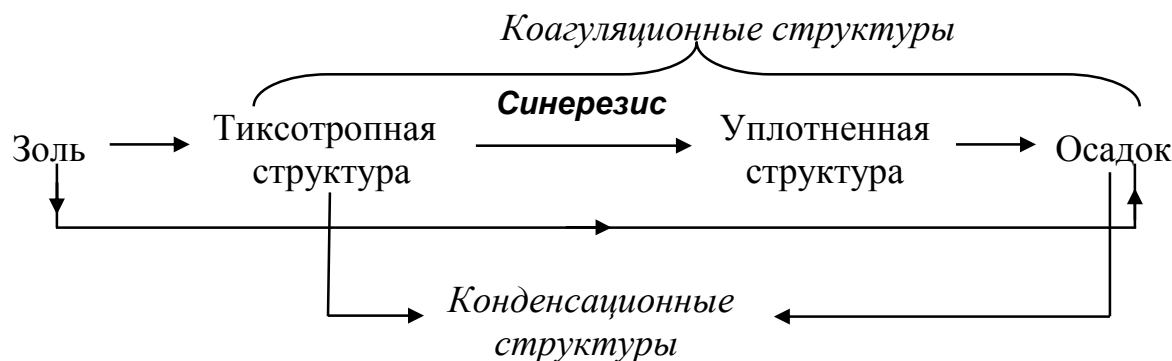 Коагуляционные структуры
Синерезис
Золь
Тиксотропная
структура
Уплотненная
структура
Осадок
Конденсационные
структуры